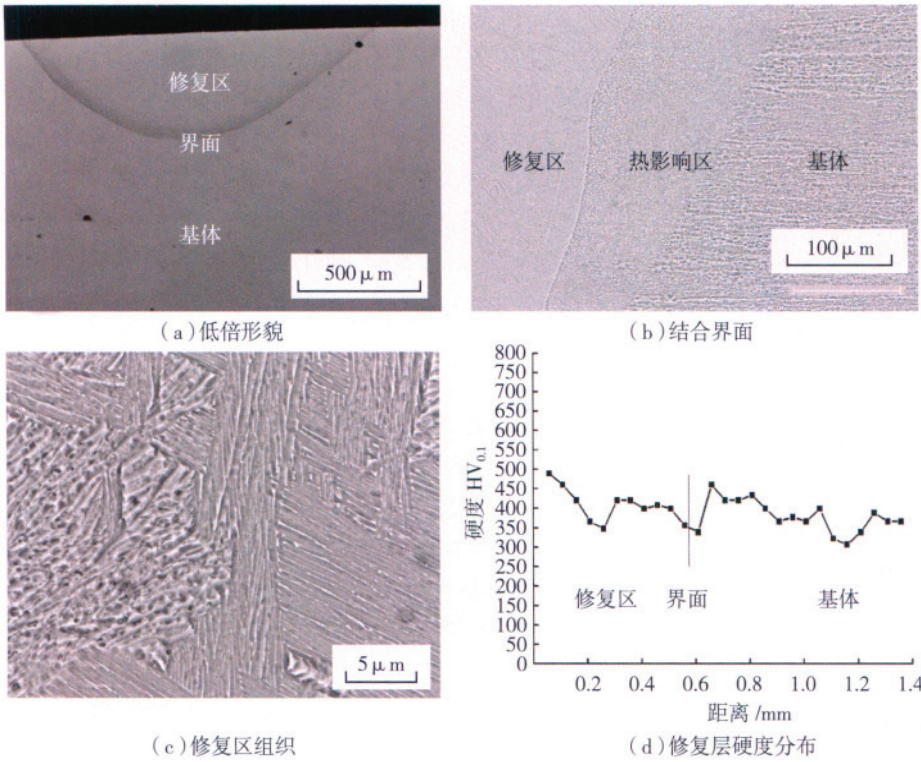 修复区
界面
基体
500μm
(a)低倍形貌
修复区
热影响区
基体
100μm
(b)结合界面
5μm
(c)修复区组织
800
750
700
650
600
550
500
450
400
350
300
250
200
150
100
50
0
硬度 HV0.1
修复区
界面
基体
0.2 0.4 0.6 0.8 1.0 1.2 1.4
距离/mm
(d)修复层硬度分布